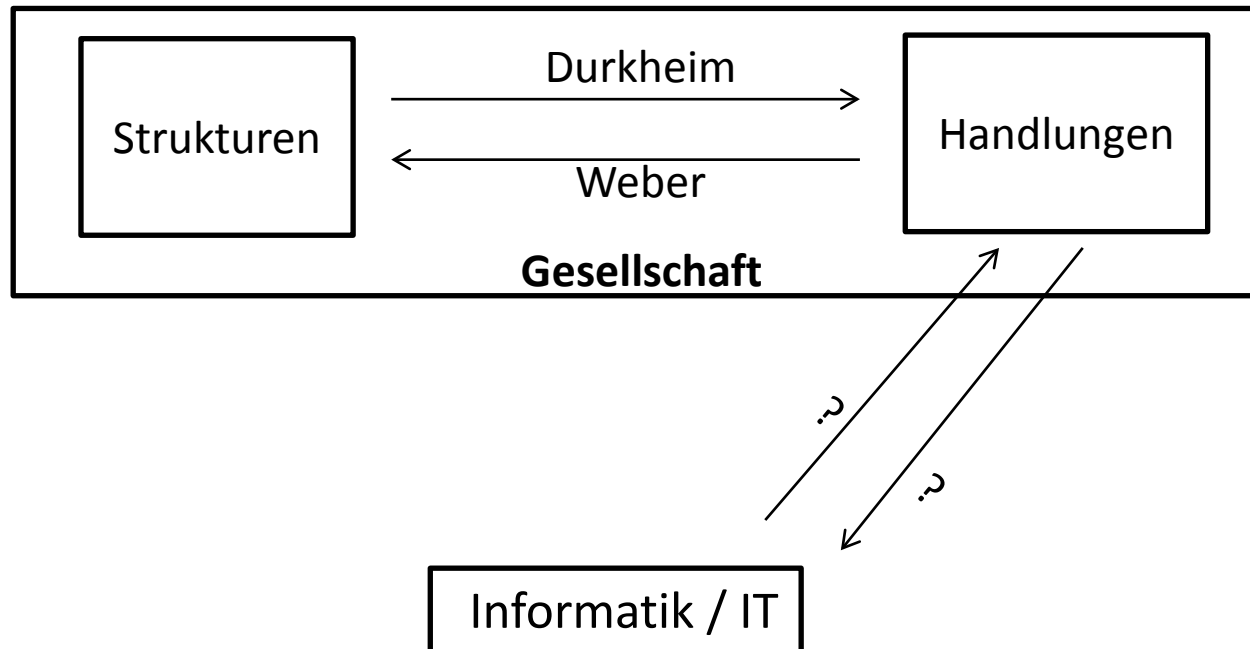 Durkheim
Strukturen
Handlungen
Weber
Gesellschaft
?
?
Informatik / IT